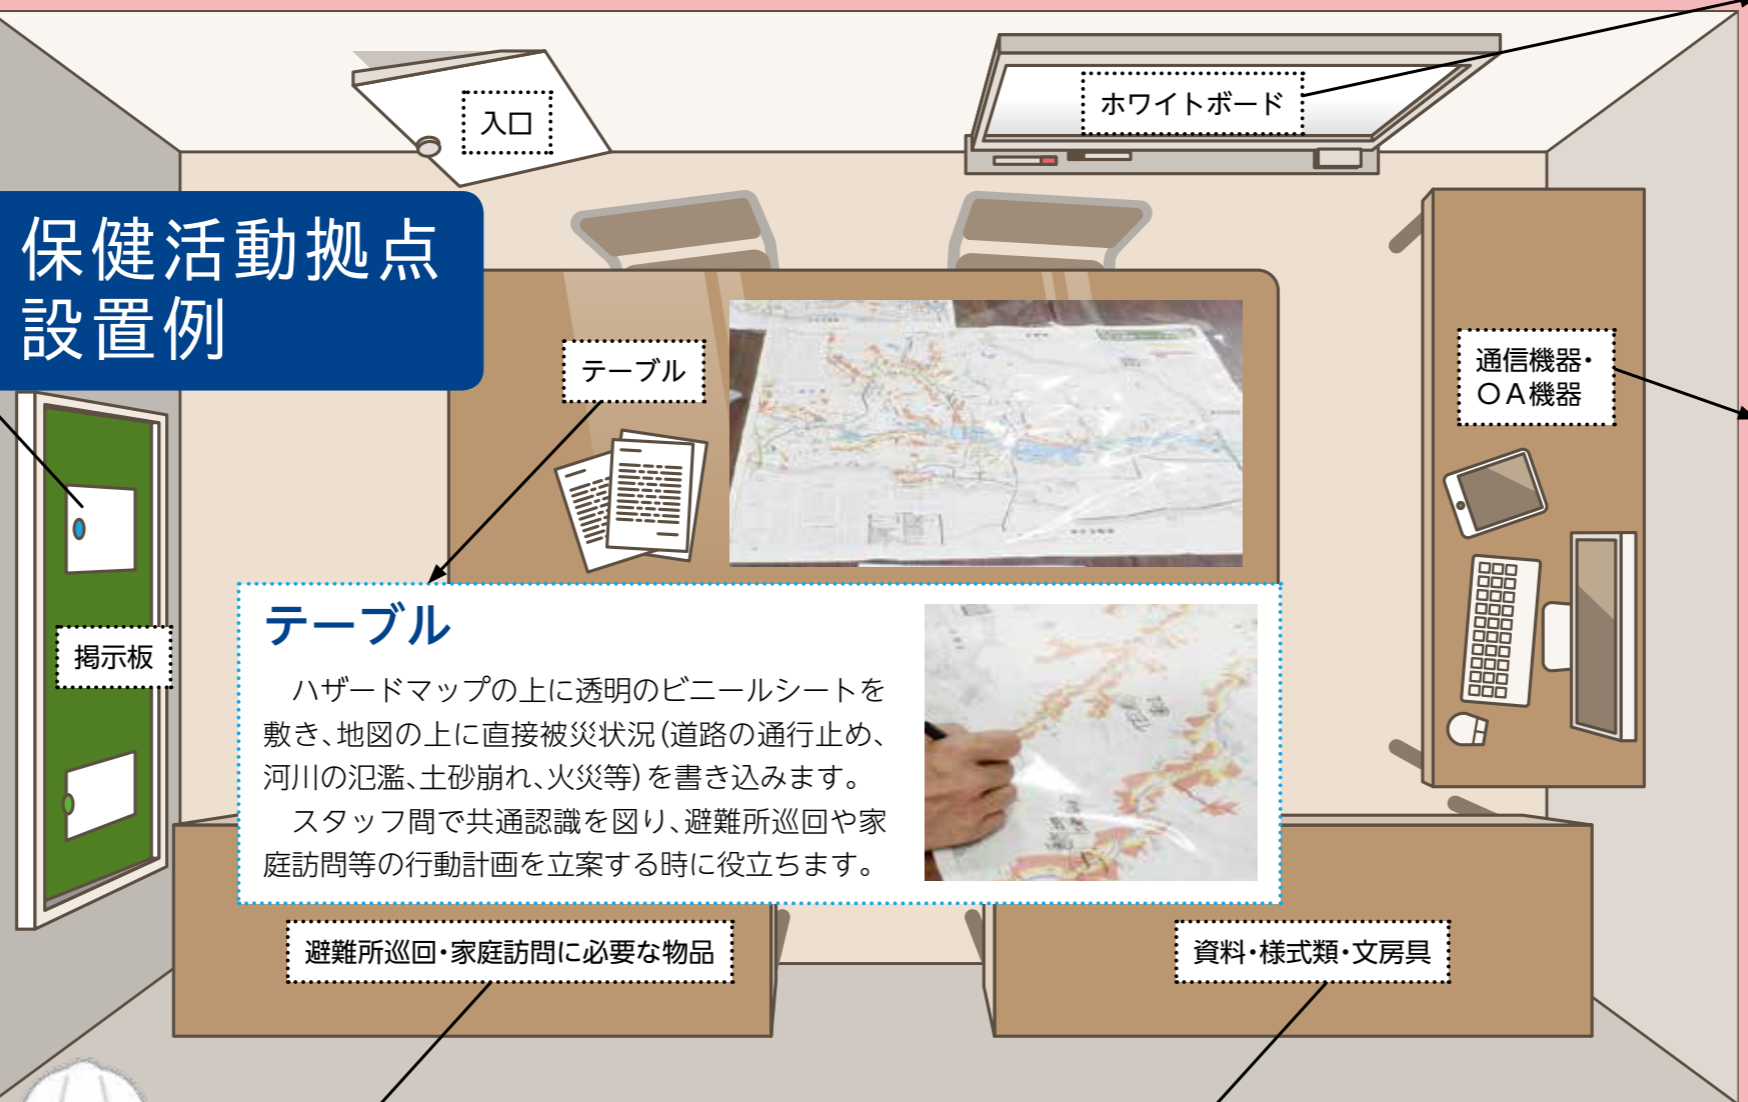 入口
ホワイトボード
保健活動拠点
設置例
テーブル
通信機器・
ＯＡ機器
掲示板
テーブル
ハザードマップの上に透明のビニールシートを
敷き、地図の上に直接被災状況（道路の通行止め、
河川の氾濫、土砂崩れ、火災等）を書き込みます。
スタッフ間で共通認識を図り、避難所巡回や家
庭訪問等の行動計画を立案する時に役立ちます。
避難所巡回・家庭訪問に必要な物品
資料・様式類・文房具